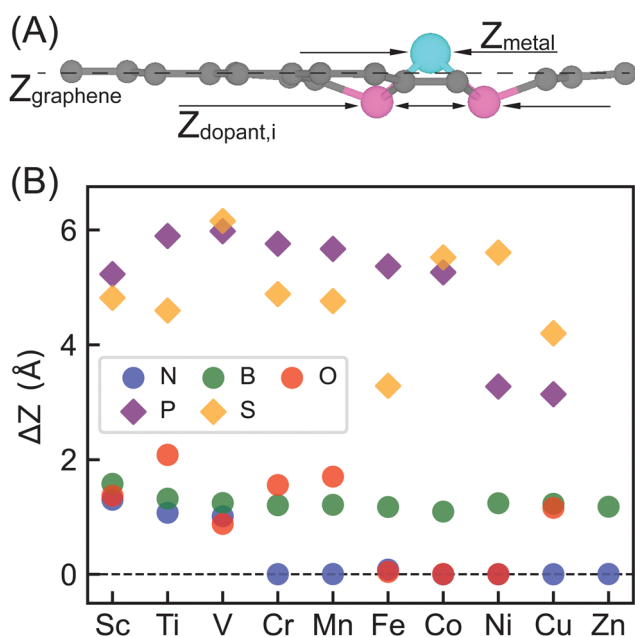 (A)
Zmetal
Zgraphene
Zdopant,i
(B)
ΔZ (Å)
6
4
2
0
N B O
P S
Sc Ti V Cr Mn Fe Co Ni Cu Zn